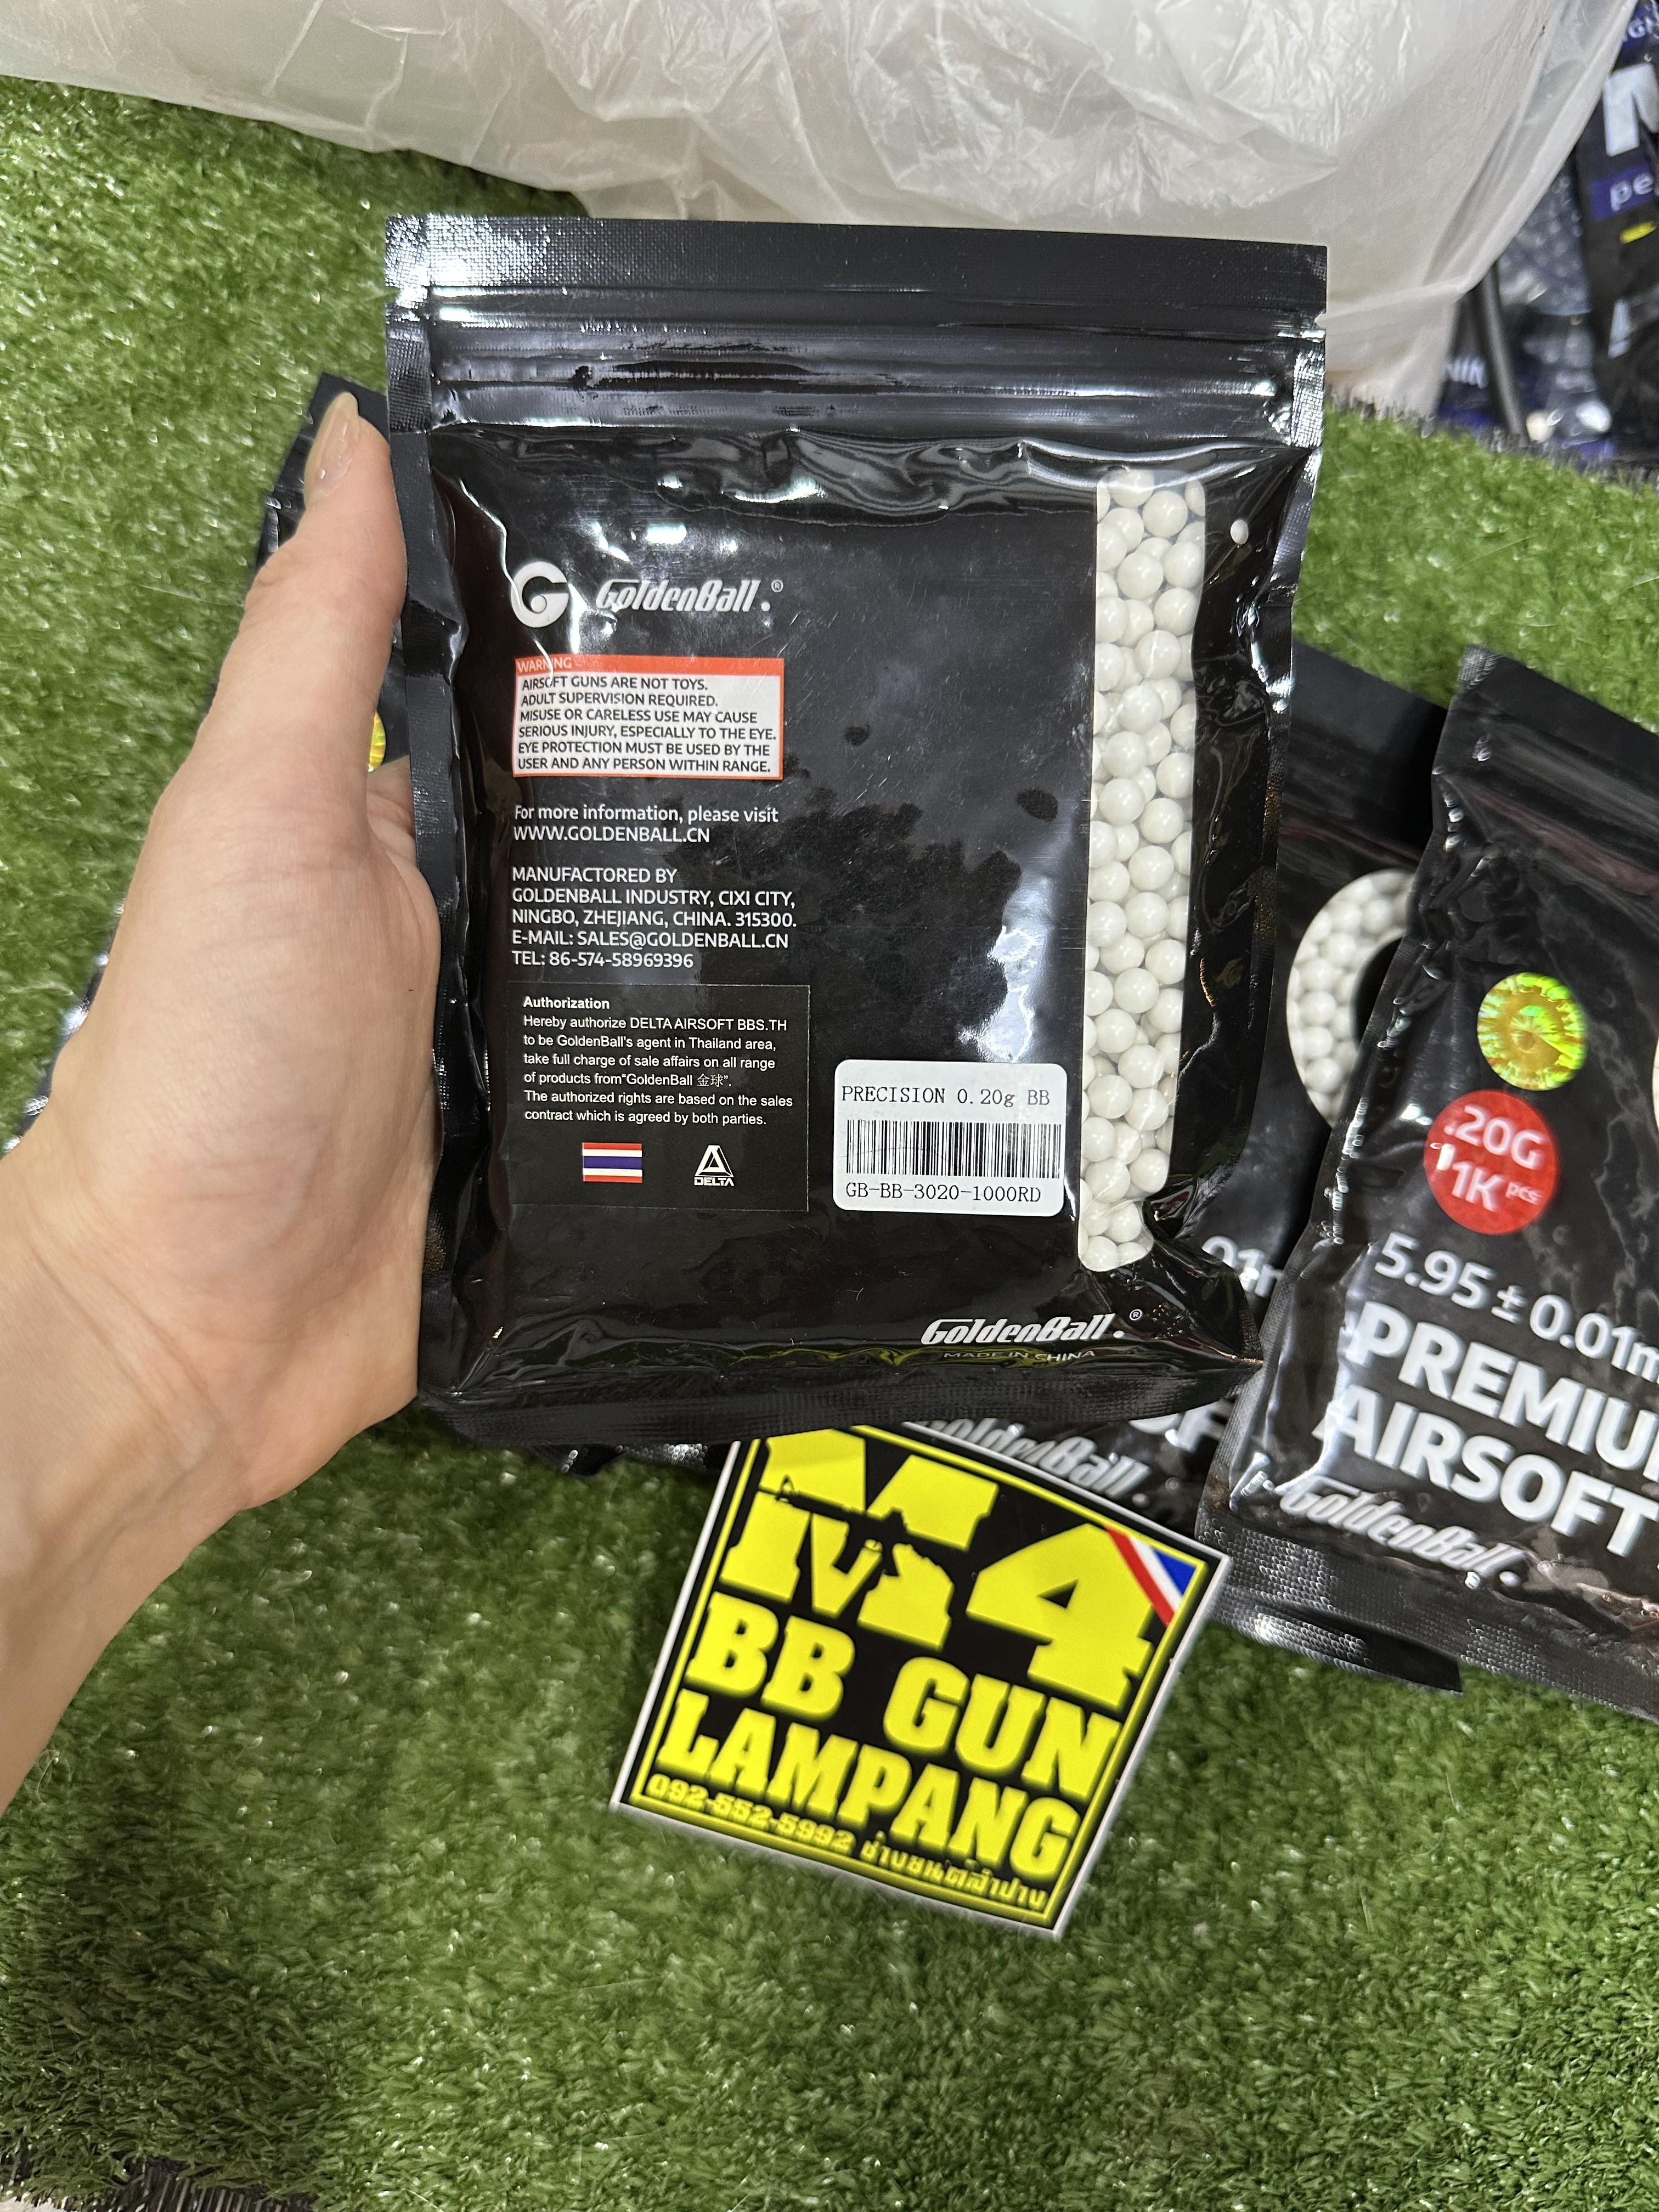 GoldenBall.®
WARNING
AIRSOFT GUNS ARE NOT TOYS.
ADULT SUPERVISION REQUIRED.
MISUSE OR CARELESS USE MAY CAUSE
SERIOUS INJURY, ESPECIALLY TO THE EYE.
EYE PROTECTION MUST BE USED BY THE
USER AND ANY PERSON WITHIN RANGE.
For more information, please visit
WWW.GOLDENBALL.CN
MANUFACTORED BY
GOLDENBALL INDUSTRY, CIXI CITY,
NINGBO, ZHEJIANG, CHINA. 315300.
E-MAIL: SALES@GOLDENBALL.CN
TEL: 86-574-58969396
Authorization
Hereby authorize DELTA AIRSOFT BBS.TH
to be GoldenBall's agent in Thailand area,
take full charge of sale affairs on all range
of products from“GoldenBall 金球”.
The authorized rights are based on the sales
contract which is agreed by both parties.
DELTA
PRECISION 0.20g BB
GB-BB-3020-1000RD
GoldenBall.®
MADE IN CHINA
.20G
1K pcs
5.95±0.01m
PREMIU
AIRSOFT
GoldenBall.
GoldenBall.
M4
BB GUN
LAMPANG
092-552-5992 ช่างยนต์ลำปาง